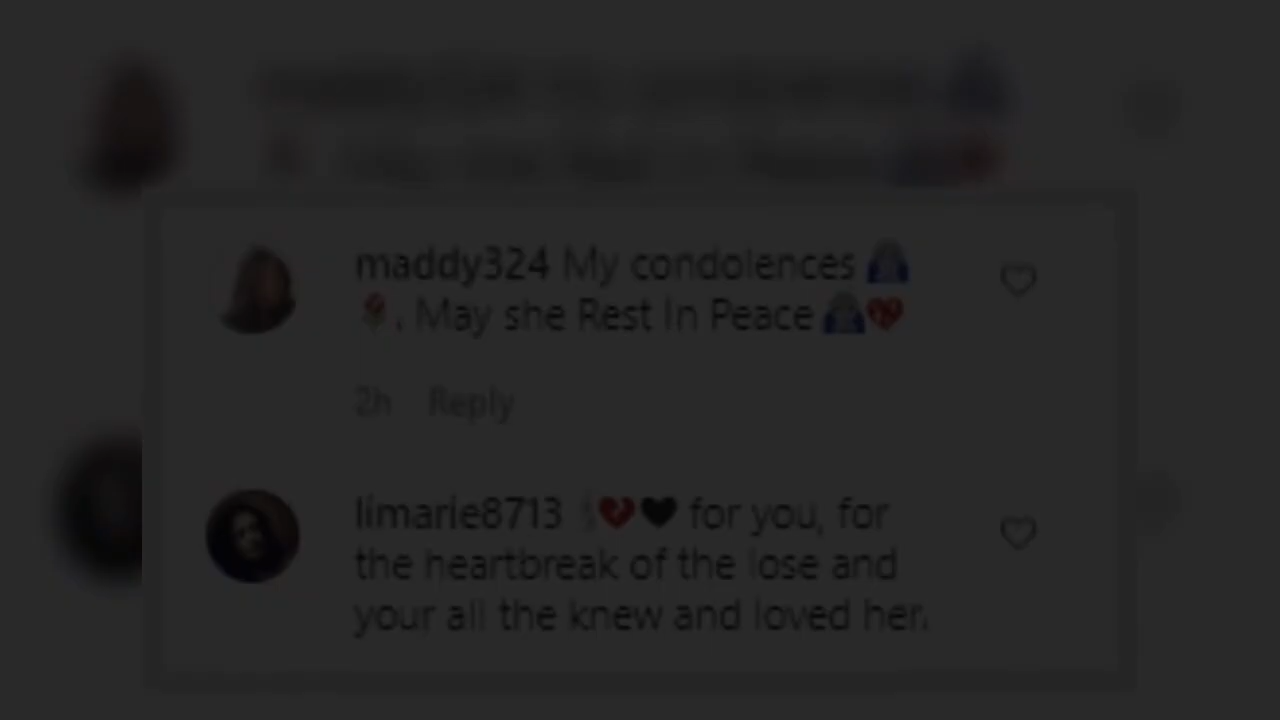 maddy324 My condolences
. May she Rest In Peace
2h Reply
limarie8713 for you, for
the heartbreak of the lose and
your all the knew and loved her.